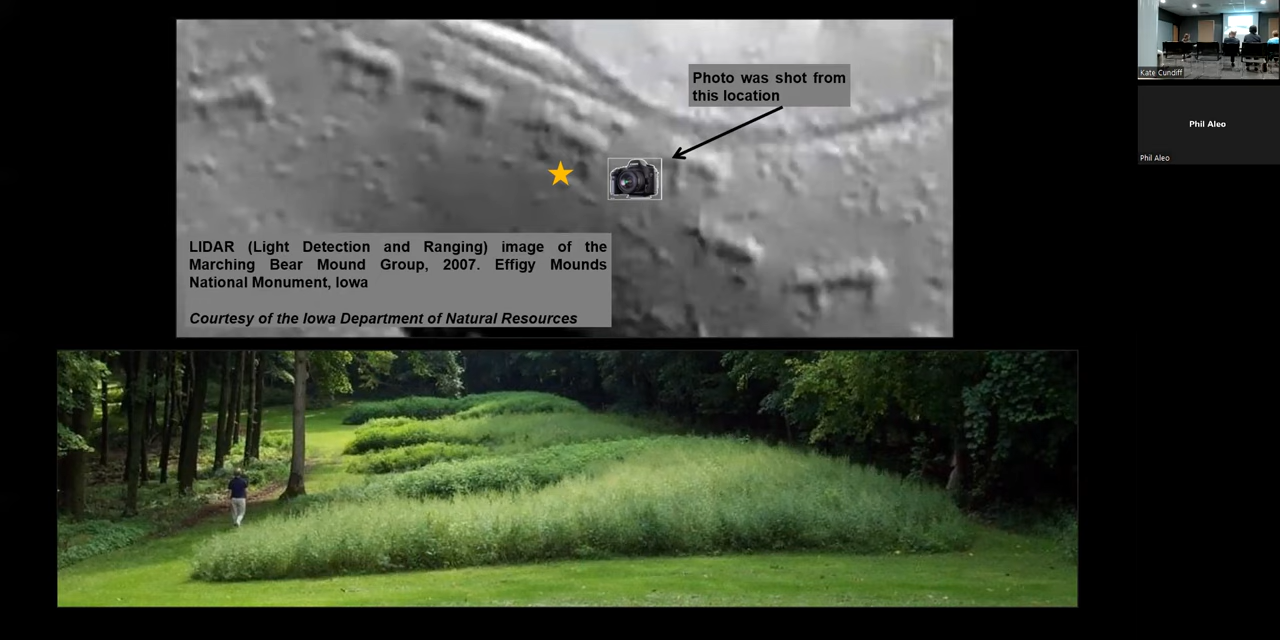 Photo was shot from
this location
LIDAR (Light Detection and Ranging) image of the
Marching Bear Mound Group, 2007. Effigy Mounds
National Monument, Iowa
Courtesy of the Iowa Department of Natural Resources
Kate Cundiff
Phil Aleo
Phil Aleo